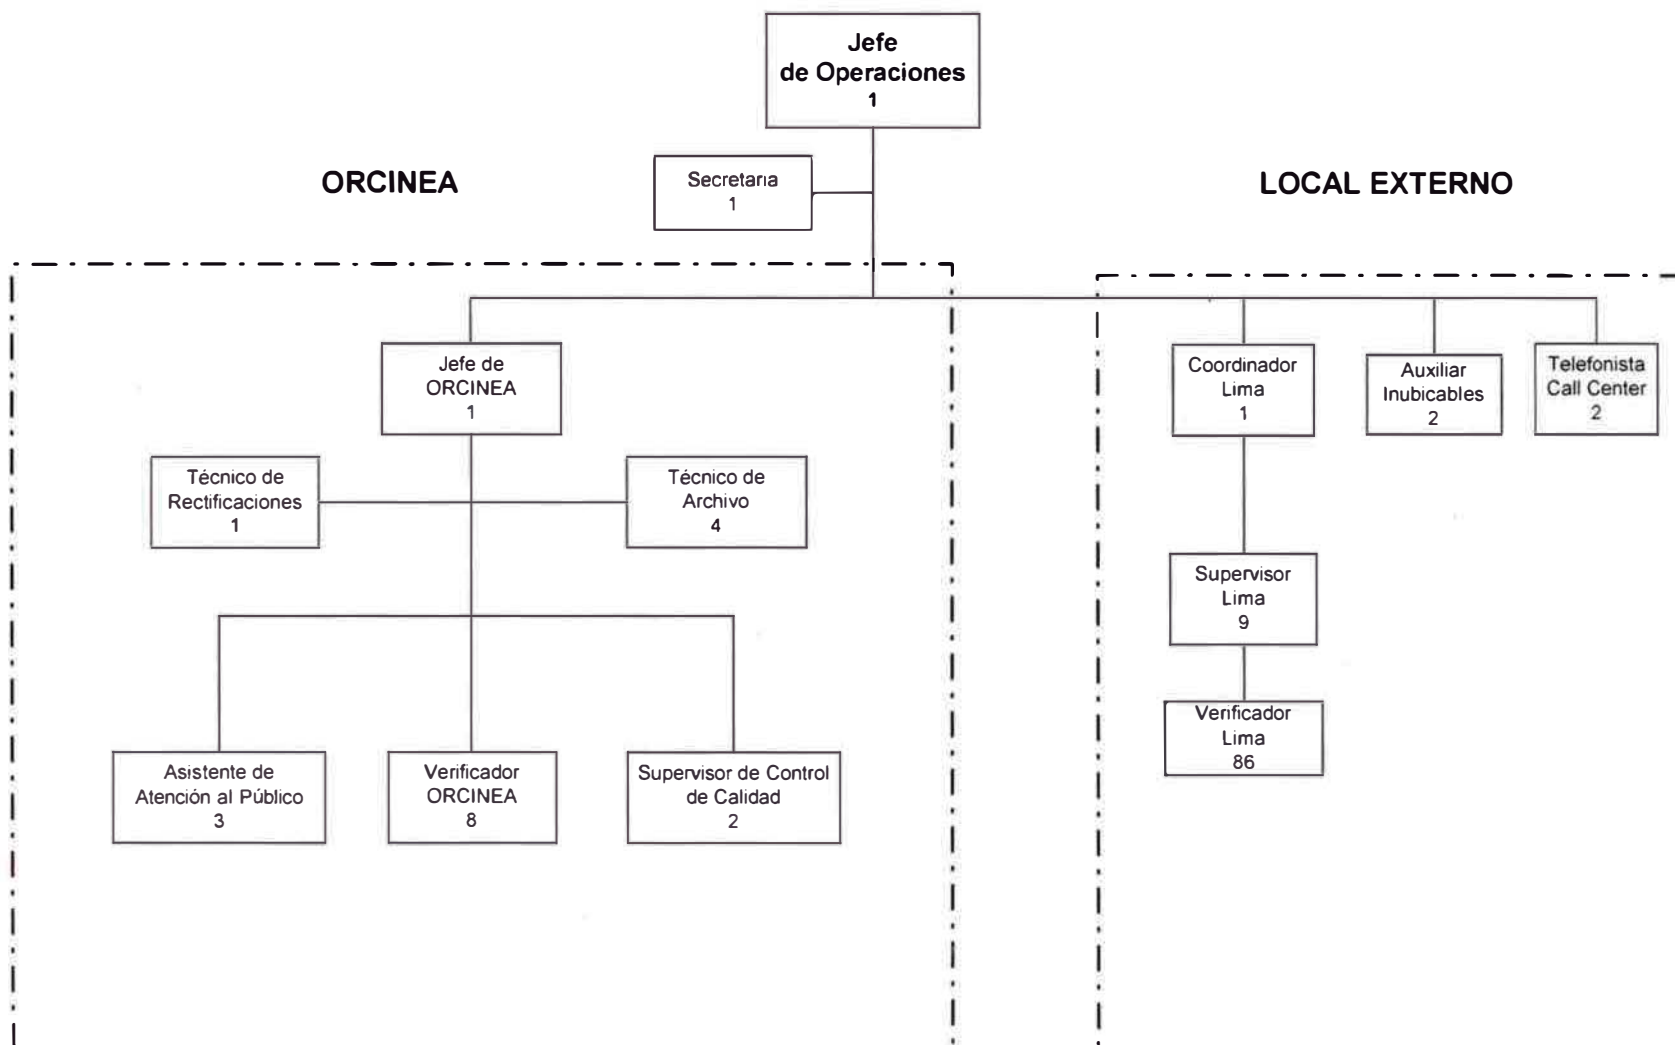 Jefe
de Operaciones
1
ORCINEA
Secretaria
1
LOCAL EXTERNO
Jefe de
ORCINEA
1
Técnico de
Rectificaciones
1
Técnico de
Archivo
4
Asistente de
Atención al Público
3
Verificador
ORCINEA
8
Supervisor de Control
de Calidad
2
Coordinador
Lima
1
Auxiliar
Inubicables
2
Telefonista
Call Center
2
Supervisor
Lima
9
Verificador
Lima
86